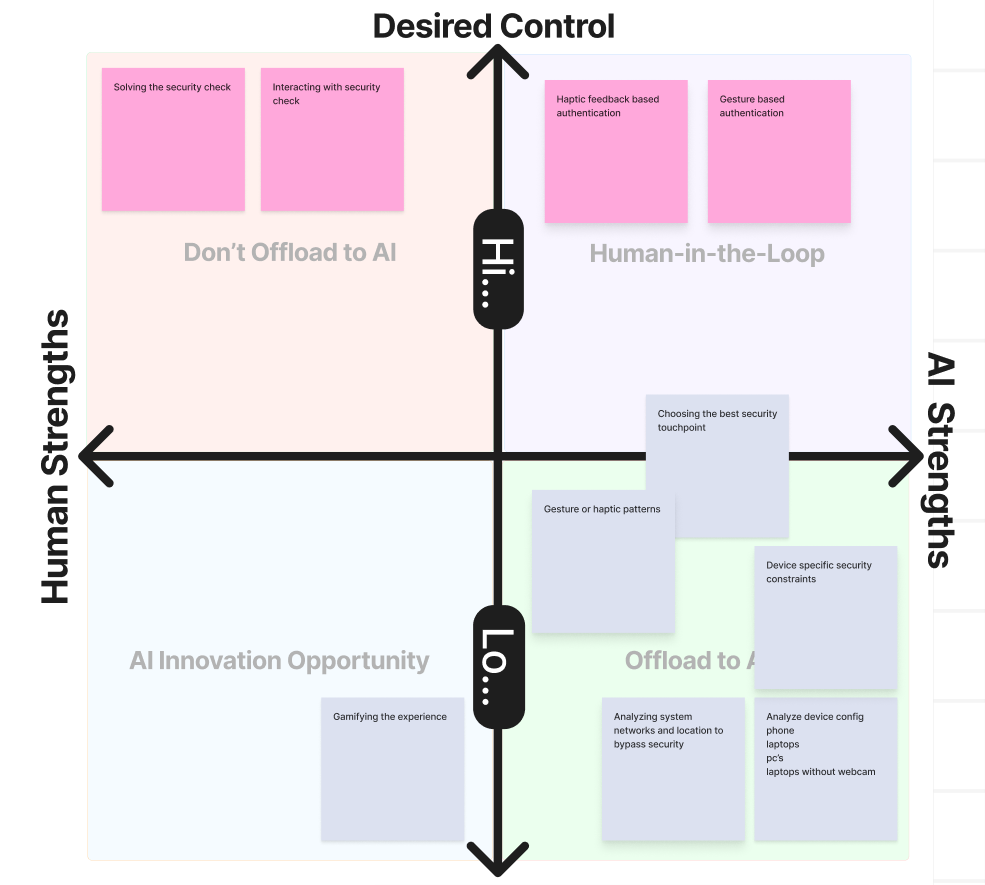 Desired Control
Solving the security check
Interacting with security
check
Haptic feedback based
authentication
Gesture based
authentication
Don’t Offload to AI
Human-in-the-Loop
Hi...
Human Strengths
AI Strengths
Choosing the best security
touchpoint
Gesture or haptic patterns
Device specific security
constraints
Lo...
AI Innovation Opportunity
Offload to A
Gamifying the experience
Analyzing system
networks and location to
bypass security
Analyze device config
phone
laptops
pc’s
laptops without webcam